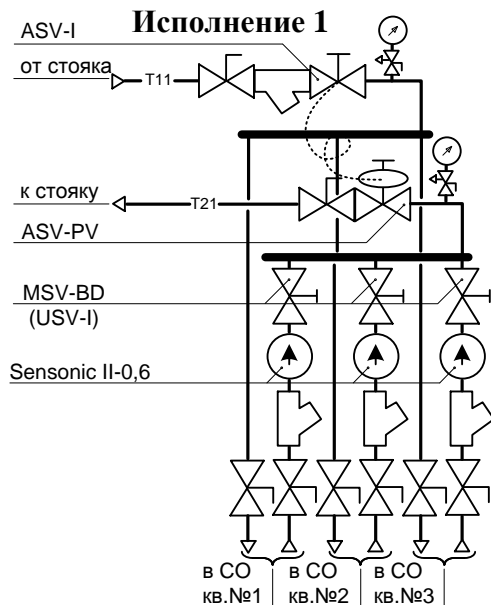 Исполнение 1
ASV-I
от стояка
T11
к стояку
T21
ASV-PV
MSV-BD
(USV-I)
Sensonic II-0,6
в СО
кв.№1
в СО
кв.№2
в СО
кв.№3